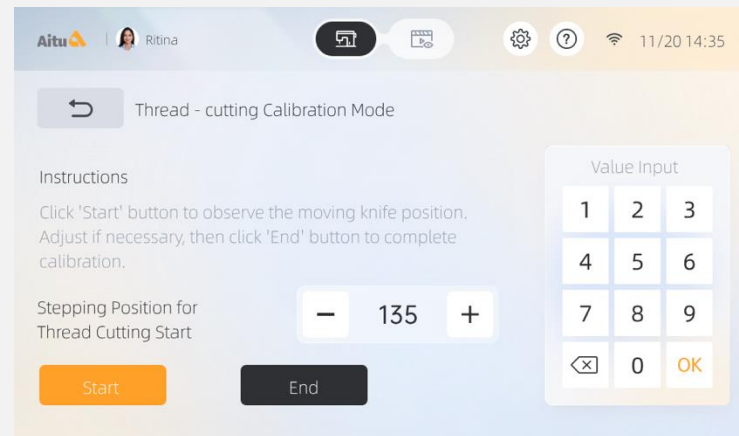 Aitu
Ritina
11/20 14:35
Thread - cutting Calibration Mode
Instructions
Click 'Start' button to observe the moving knife position.
Adjust if necessary, then click 'End' button to complete
calibration.
Stepping Position for
Thread Cutting Start
− 135 +
Start
End
Value Input
1 2 3
4 5 6
7 8 9
0 OK